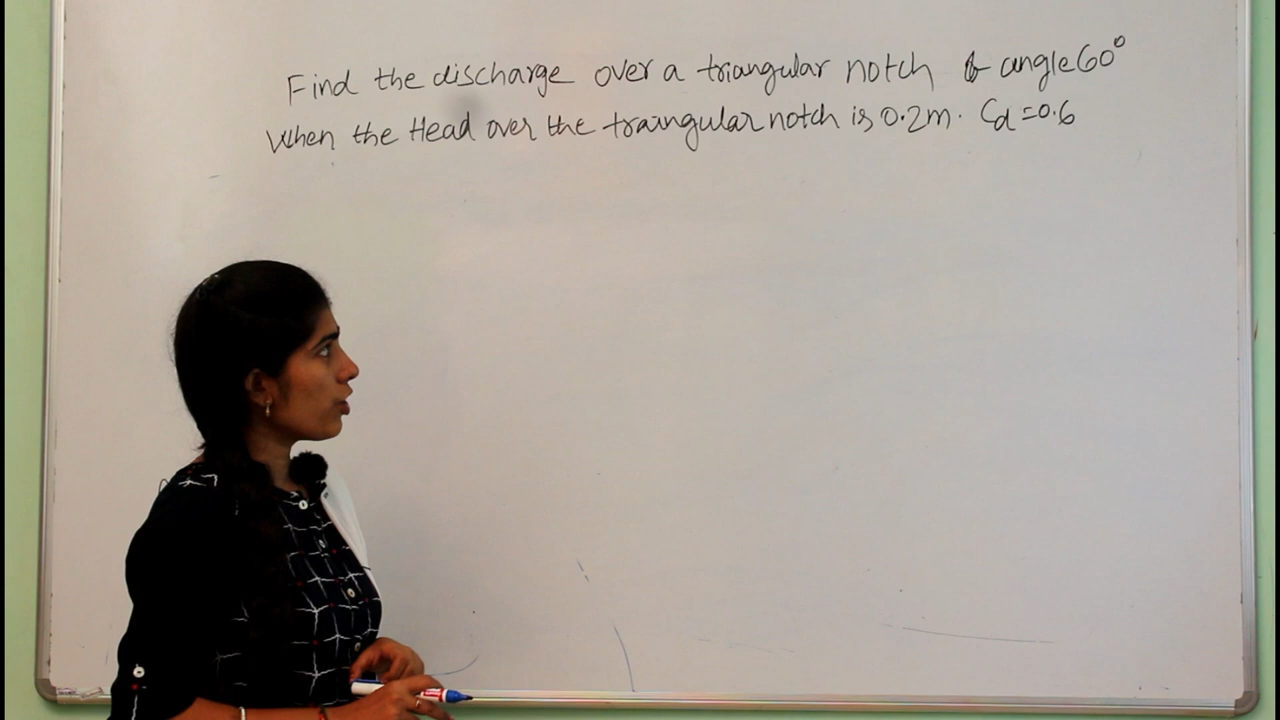 Find the discharge over a triangular notch of angle 60°
When the Head over the traingular notch is 0.2m. Cd = 0.6